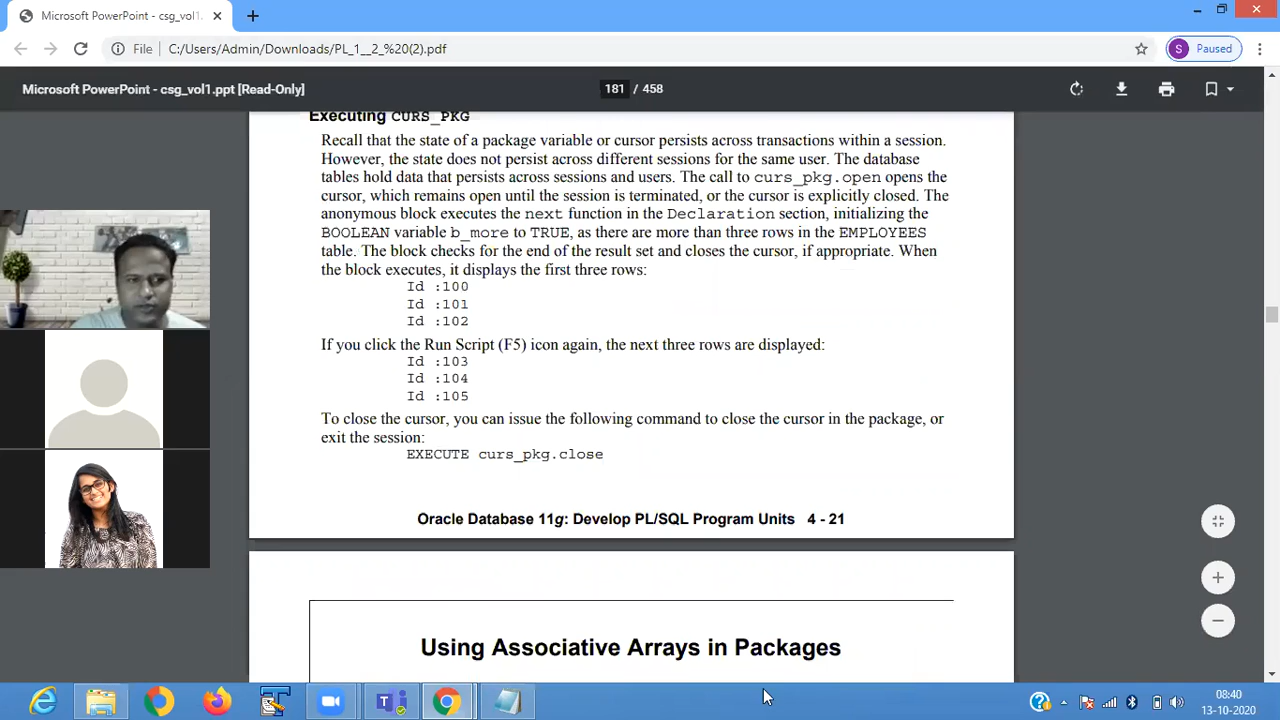 Microsoft PowerPoint - csg_vol1.
File
C:/Users/Admin/Downloads/PL_1__2_%20(2).pdf
S
Paused
Microsoft PowerPoint - csg_vol1.ppt [Read-Only]
181 / 458
Executing CURS_PKG
Recall that the state of a package variable or cursor persists across transactions within a session.
However, the state does not persist across different sessions for the same user. The database
tables hold data that persists across sessions and users. The call to curs_pkg.open opens the
cursor, which remains open until the session is terminated, or the cursor is explicitly closed. The
anonymous block executes the next function in the Declaration section, initializing the
BOOLEAN variable b_more to TRUE, as there are more than three rows in the EMPLOYEES
table. The block checks for the end of the result set and closes the cursor, if appropriate. When
the block executes, it displays the first three rows:
Id :100
Id :101
Id :102
If you click the Run Script (F5) icon again, the next three rows are displayed:
Id :103
Id :104
Id :105
To close the cursor, you can issue the following command to close the cursor in the package, or
exit the session:
EXECUTE curs_pkg.close
Oracle Database 11g: Develop PL/SQL Program Units 4 - 21
Using Associative Arrays in Packages
08:40
13-10-2020